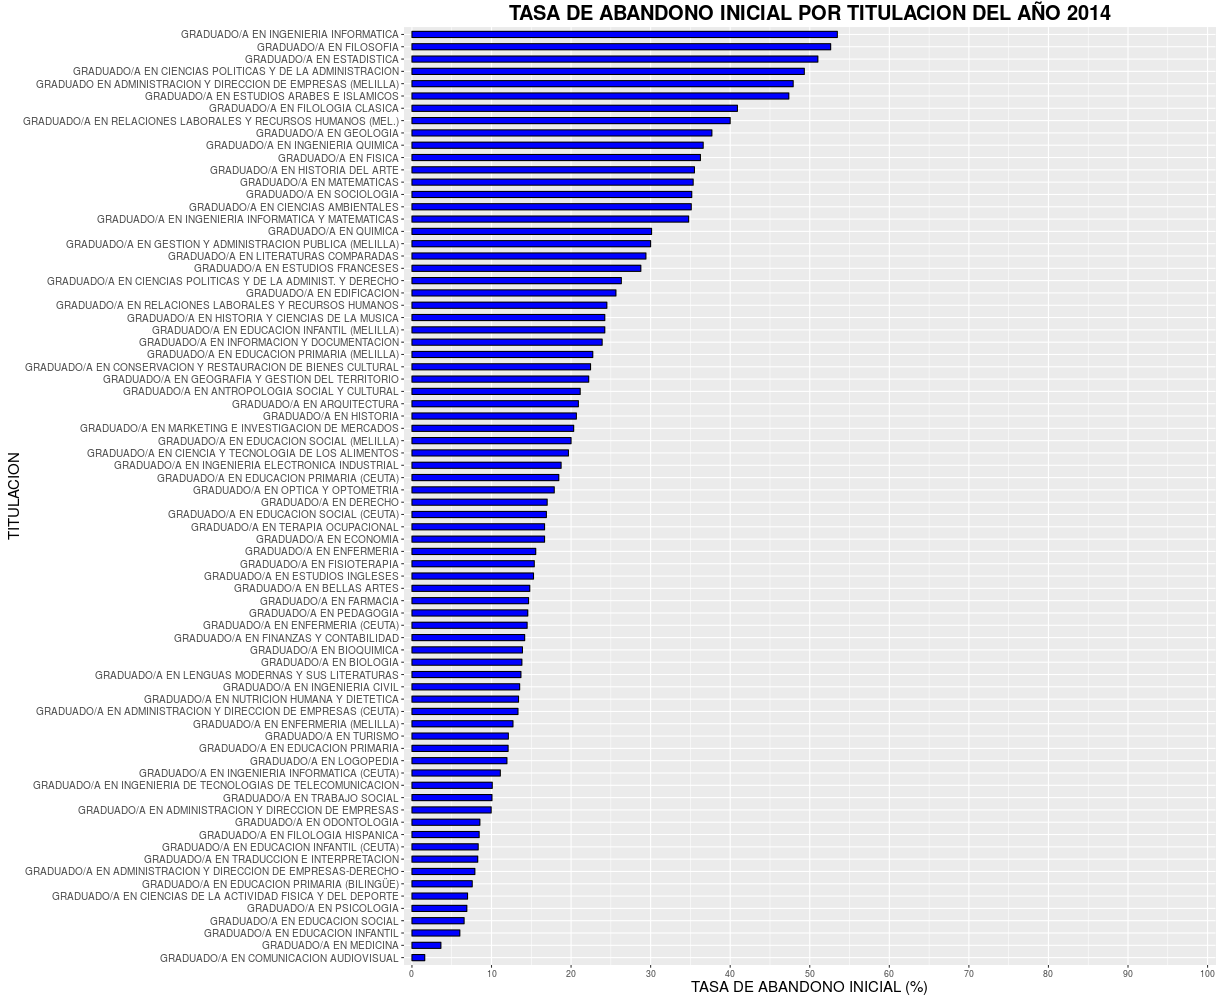 TASA DE ABANDONO INICIAL POR TITULACION DEL AÑO 2014
GRADUADO/A EN INGENIERIA INFORMATICA
GRADUADO/A EN FILOSOFIA
GRADUADO/A EN ESTADISTICA
GRADUADO/A EN CIENCIAS POLITICAS Y DE LA ADMINISTRACION
GRADUADO EN ADMINISTRACION Y DIRECCION DE EMPRESAS (MELILLA)
GRADUADO/A EN ESTUDIOS ARABES E ISLAMICOS
GRADUADO/A EN FILOLOGIA CLASICA
GRADUADO/A EN RELACIONES LABORALES Y RECURSOS HUMANOS (MEL.)
GRADUADO/A EN GEOLOGIA
GRADUADO/A EN INGENIERIA QUIMICA
GRADUADO/A EN FISICA
GRADUADO/A EN HISTORIA DEL ARTE
GRADUADO/A EN MATEMATICAS
GRADUADO/A EN SOCIOLOGIA
GRADUADO/A EN CIENCIAS AMBIENTALES
GRADUADO/A EN INGENIERIA INFORMATICA Y MATEMATICAS
GRADUADO/A EN QUIMICA
GRADUADO/A EN GESTION Y ADMINISTRACION PUBLICA (MELILLA)
GRADUADO/A EN LITERATURAS COMPARADAS
GRADUADO/A EN ESTUDIOS FRANCESES
GRADUADO/A EN CIENCIAS POLITICAS Y DE LA ADMINIST. Y DERECHO
GRADUADO/A EN EDIFICACION
GRADUADO/A EN RELACIONES LABORALES Y RECURSOS HUMANOS
GRADUADO/A EN HISTORIA Y CIENCIAS DE LA MUSICA
GRADUADO/A EN EDUCACION INFANTIL (MELILLA)
GRADUADO/A EN INFORMACION Y DOCUMENTACION
GRADUADO/A EN EDUCACION PRIMARIA (MELILLA)
GRADUADO/A EN CONSERVACION Y RESTAURACION DE BIENES CULTURAL
GRADUADO/A EN GEOGRAFIA Y GESTION DEL TERRITORIO
GRADUADO/A EN ANTROPOLOGIA SOCIAL Y CULTURAL
GRADUADO/A EN ARQUITECTURA
GRADUADO/A EN HISTORIA
GRADUADO/A EN MARKETING E INVESTIGACION DE MERCADOS
GRADUADO/A EN EDUCACION SOCIAL (MELILLA)
GRADUADO/A EN CIENCIA Y TECNOLOGIA DE LOS ALIMENTOS
GRADUADO/A EN INGENIERIA ELECTRONICA INDUSTRIAL
GRADUADO/A EN EDUCACION PRIMARIA (CEUTA)
GRADUADO/A EN OPTICA Y OPTOMETRIA
GRADUADO/A EN DERECHO
GRADUADO/A EN EDUCACION SOCIAL (CEUTA)
GRADUADO/A EN TERAPIA OCUPACIONAL
GRADUADO/A EN ECONOMIA
GRADUADO/A EN ENFERMERIA
GRADUADO/A EN FISIOTERAPIA
GRADUADO/A EN ESTUDIOS INGLESES
GRADUADO/A EN BELLAS ARTES
GRADUADO/A EN FARMACIA
GRADUADO/A EN PEDAGOGIA
GRADUADO/A EN ENFERMERIA (CEUTA)
GRADUADO/A EN FINANZAS Y CONTABILIDAD
GRADUADO/A EN BIOQUIMICA
GRADUADO/A EN BIOLOGIA
GRADUADO/A EN LENGUAS MODERNAS Y SUS LITERATURAS
GRADUADO/A EN INGENIERIA CIVIL
GRADUADO/A EN NUTRICION HUMANA Y DIETETICA
GRADUADO/A EN ADMINISTRACION Y DIRECCION DE EMPRESAS (CEUTA)
GRADUADO/A EN ENFERMERIA (MELILLA)
GRADUADO/A EN TURISMO
GRADUADO/A EN EDUCACION PRIMARIA
GRADUADO/A EN LOGOPEDIA
GRADUADO/A EN INGENIERIA INFORMATICA (CEUTA)
GRADUADO/A EN INGENIERIA DE TECNOLOGIAS DE TELECOMUNICACION
GRADUADO/A EN TRABAJO SOCIAL
GRADUADO/A EN ADMINISTRACION Y DIRECCION DE EMPRESAS
GRADUADO/A EN ODONTOLOGIA
GRADUADO/A EN FILOLOGIA HISPANICA
GRADUADO/A EN EDUCACION INFANTIL (CEUTA)
GRADUADO/A EN TRADUCCION E INTERPRETACION
GRADUADO/A EN ADMINISTRACION Y DIRECCION DE EMPRESAS-DERECHO
GRADUADO/A EN EDUCACION PRIMARIA (BILINGÜE)
GRADUADO/A EN CIENCIAS DE LA ACTIVIDAD FISICA Y DEL DEPORTE
GRADUADO/A EN PSICOLOGIA
GRADUADO/A EN EDUCACION SOCIAL
GRADUADO/A EN EDUCACION INFANTIL
GRADUADO/A EN MEDICINA
GRADUADO/A EN COMUNICACION AUDIOVISUAL
TITULACION
0 10 20 30 40 50 60 70 80 90 100
TASA DE ABANDONO INICIAL (%)